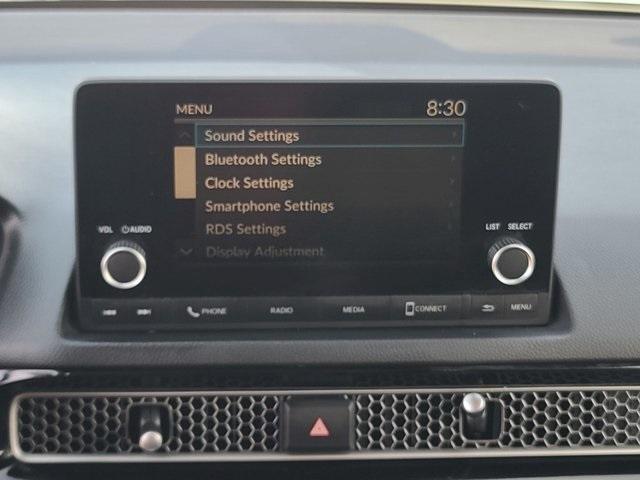 MENU 8:30
Sound Settings
Bluetooth Settings
Clock Settings
Smartphone Settings
RDS Settings
Display Adjustment
VOL AUDIO LIST SELECT
PHONE RADIO MEDIA CONNECT MENU